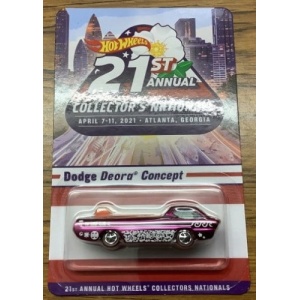 Hot Wheels
21ST
ANNUAL
COLLECTOR'S NATIONALS
APRIL 7-11, 2021 - ATLANTA, GEORGIA
Dodge Deora® Concept
21ST ANNUAL HOT WHEELS COLLECTORS NATIONALS